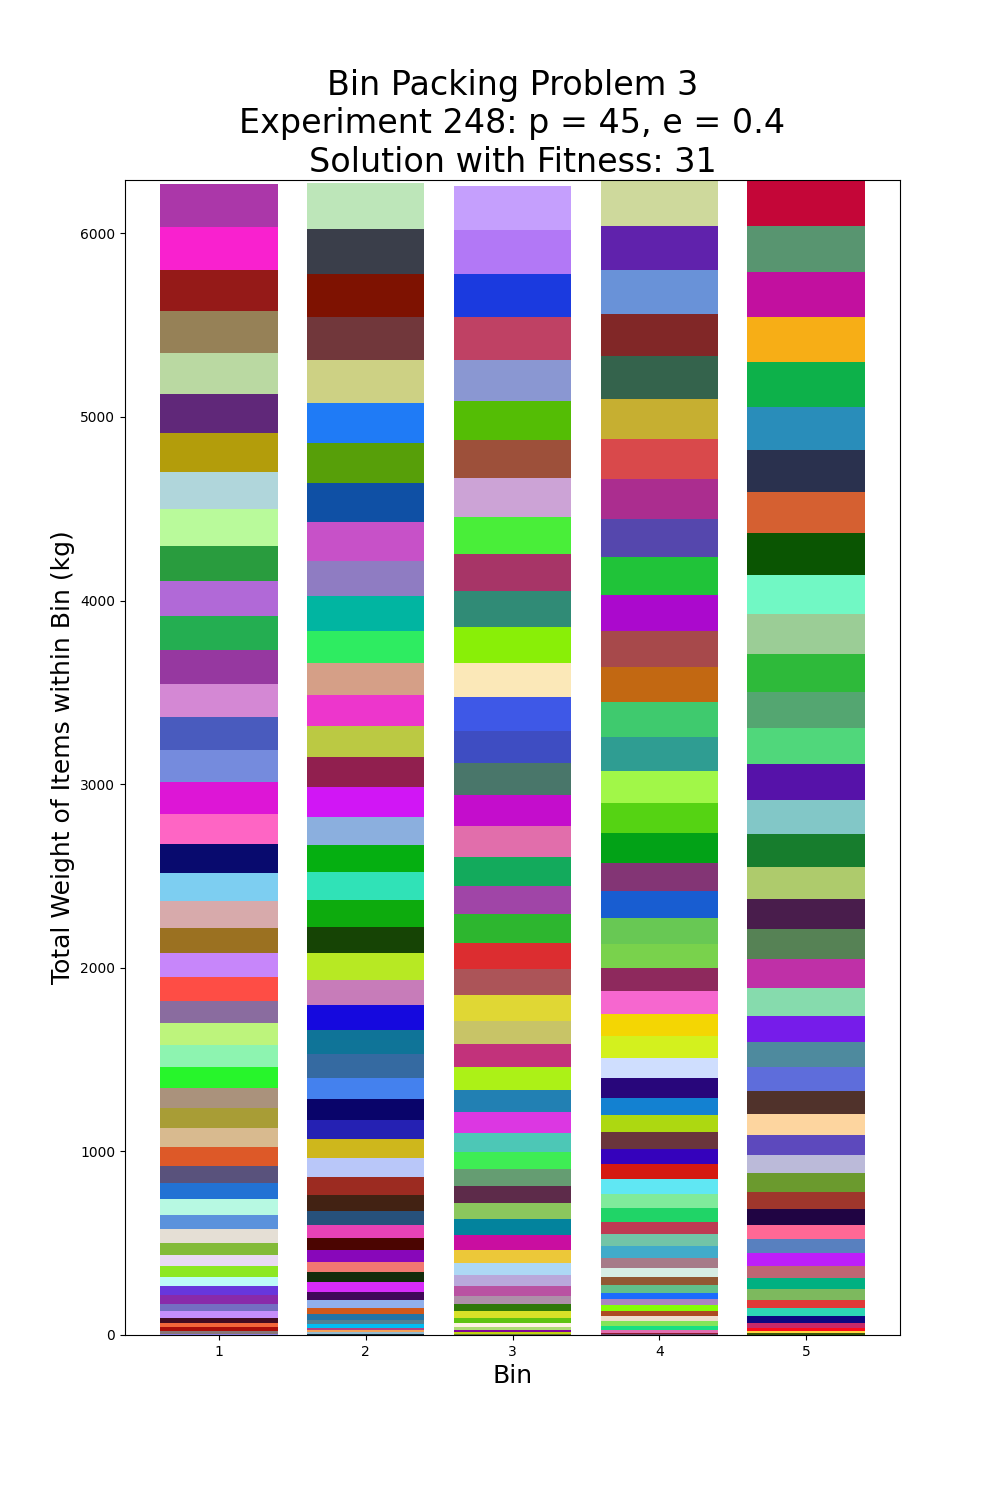 Bin Packing Problem 3
Experiment 248: p = 45, e = 0.4
Solution with Fitness: 31
Total Weight of Items within Bin (kg)
6000
5000
4000
3000
2000
1000
0
1 2 3 4 5
Bin